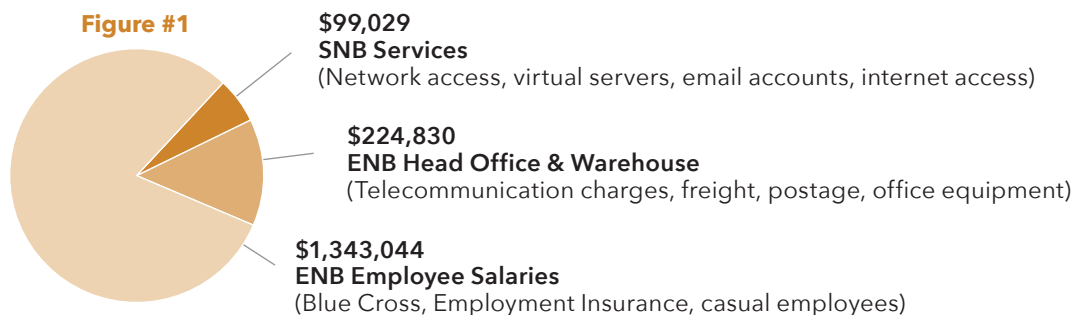 Figure #1
$99,029
SNB Services
(Network access, virtual servers, email accounts, internet access)
$224,830
ENB Head Office & Warehouse
(Telecommunication charges, freight, postage, office equipment)
$1,343,044
ENB Employee Salaries
(Blue Cross, Employment Insurance, casual employees)